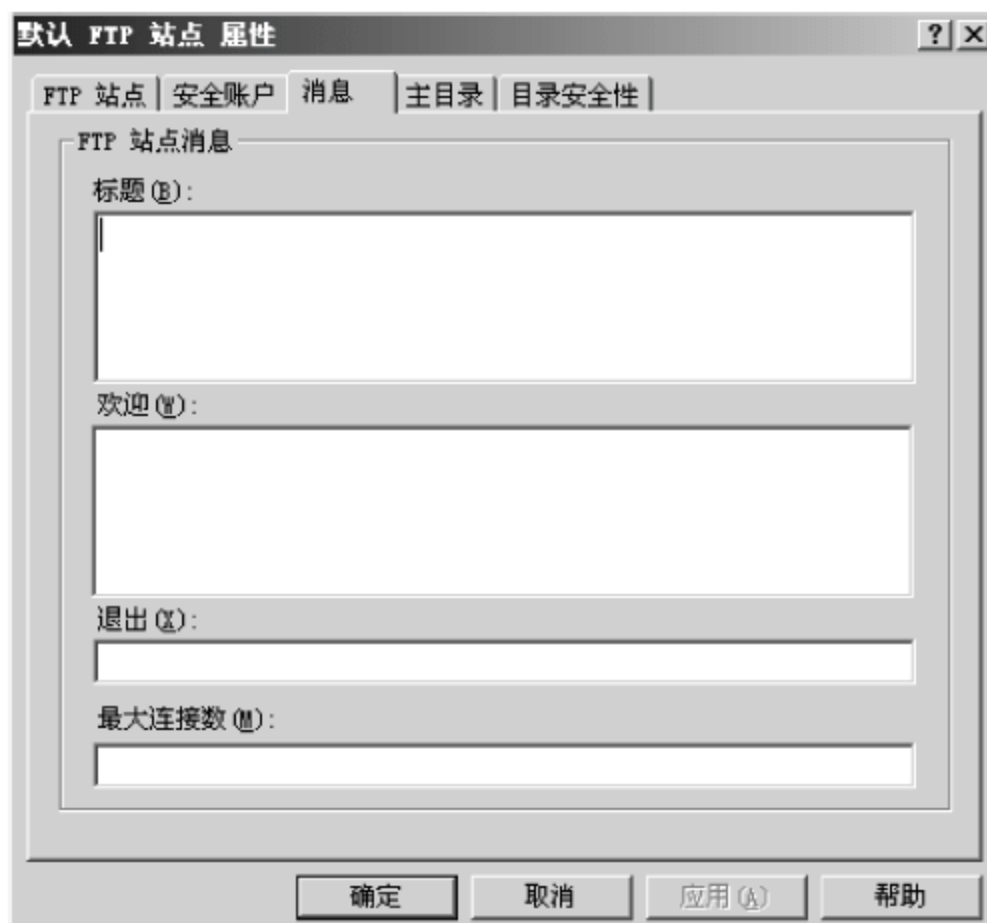 默认 FTP 站点 属性
FTP 站点 安全账户 消息 主目录 目录安全性
FTP 站点消息
标题(B):
欢迎(W):
退出(X):
最大连接数(M):
确定 取消 应用(A) 帮助